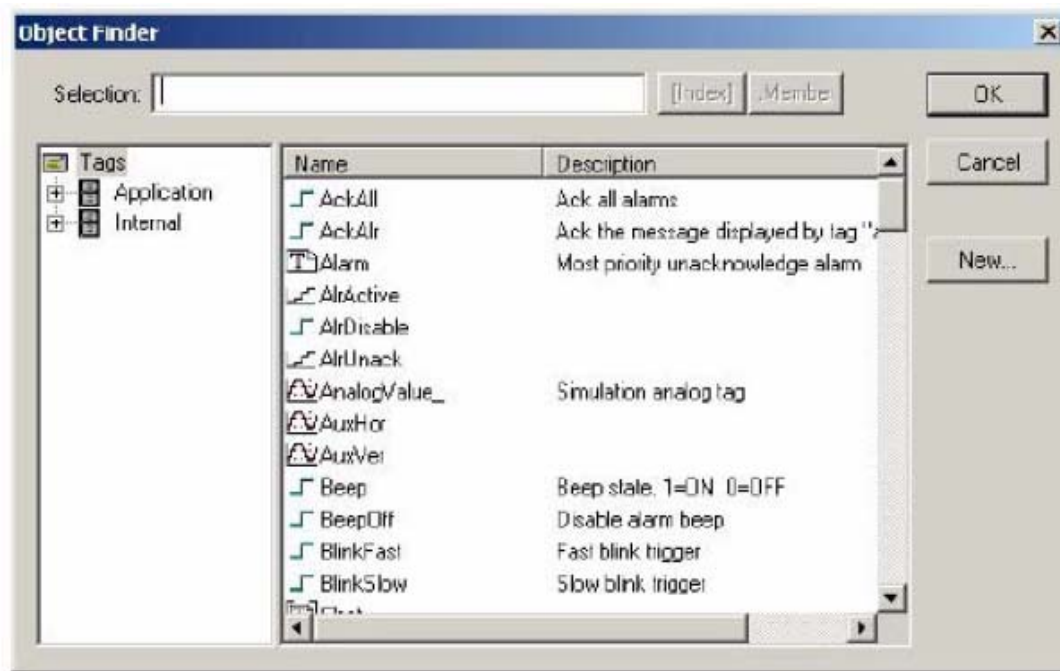 Object Finder
Selection:
[Index]
.Membe
OK
Tags
Application
Internal
Name Description
AckAll Ack all alarms
AckAlr Ack the message displayed by tag "a
Alarm Most priority unacknowledge alarm
AlrActive
AlrDisable
AlrUnack
AnalogValue_ Simulation analog tag
AuxHor
AuxVer
Beep Beep state. 1=ON 0=OFF
BeepOff Disable alarm beep
BlinkFast Fast blink trigger
BlinkSlow Slow blink trigger
Cancel
New...